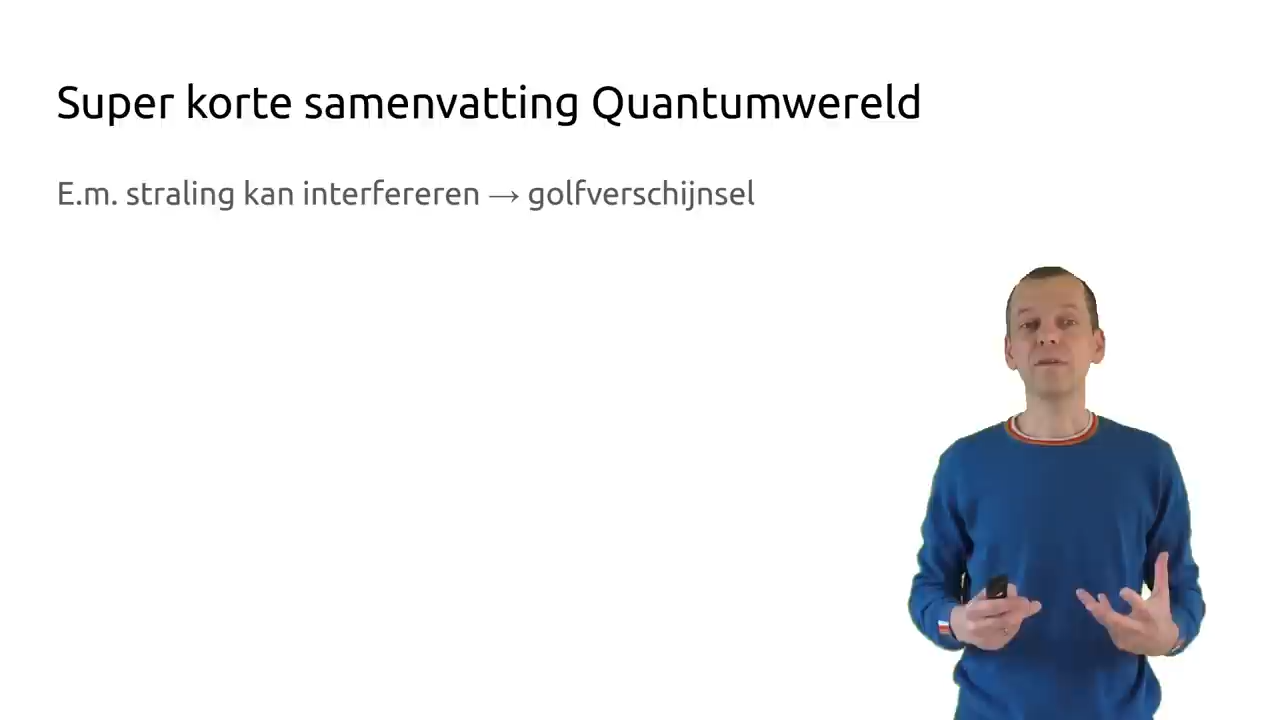 Super korte samenvatting Quantumwereld
E.m. straling kan interfereren → golfverschijnsel